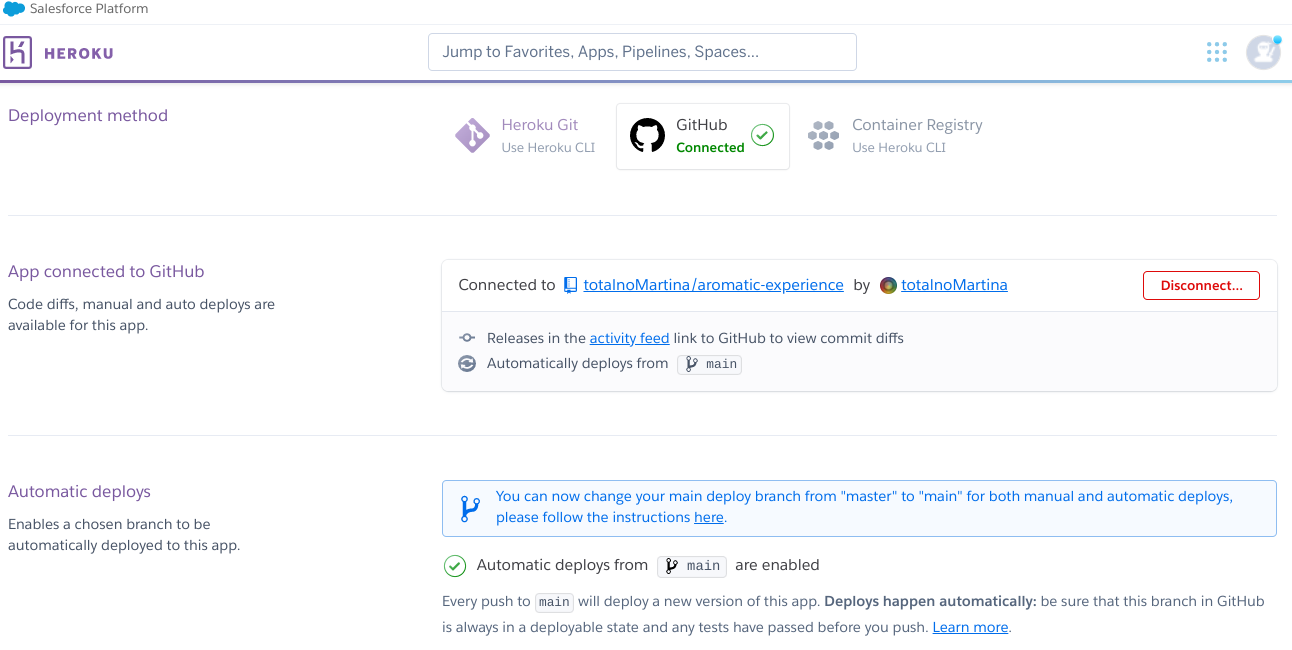 Salesforce Platform
HEROKU
Jump to Favorites, Apps, Pipelines, Spaces...
Deployment method
Heroku Git
Use Heroku CLI
GitHub
Connected
Container Registry
Use Heroku CLI
App connected to GitHub
Code diffs, manual and auto deploys are
available for this app.
Connected to totalnoMartina/aromatic-experience by totalnoMartina
Disconnect...
Releases in the activity feed link to GitHub to view commit diffs
Automatically deploys from main
Automatic deploys
Enables a chosen branch to be
automatically deployed to this app.
You can now change your main deploy branch from "master" to "main" for both manual and automatic deploys,
please follow the instructions here.
Automatic deploys from main are enabled
Every push to main will deploy a new version of this app. Deploys happen automatically: be sure that this branch in GitHub
is always in a deployable state and any tests have passed before you push. Learn more.